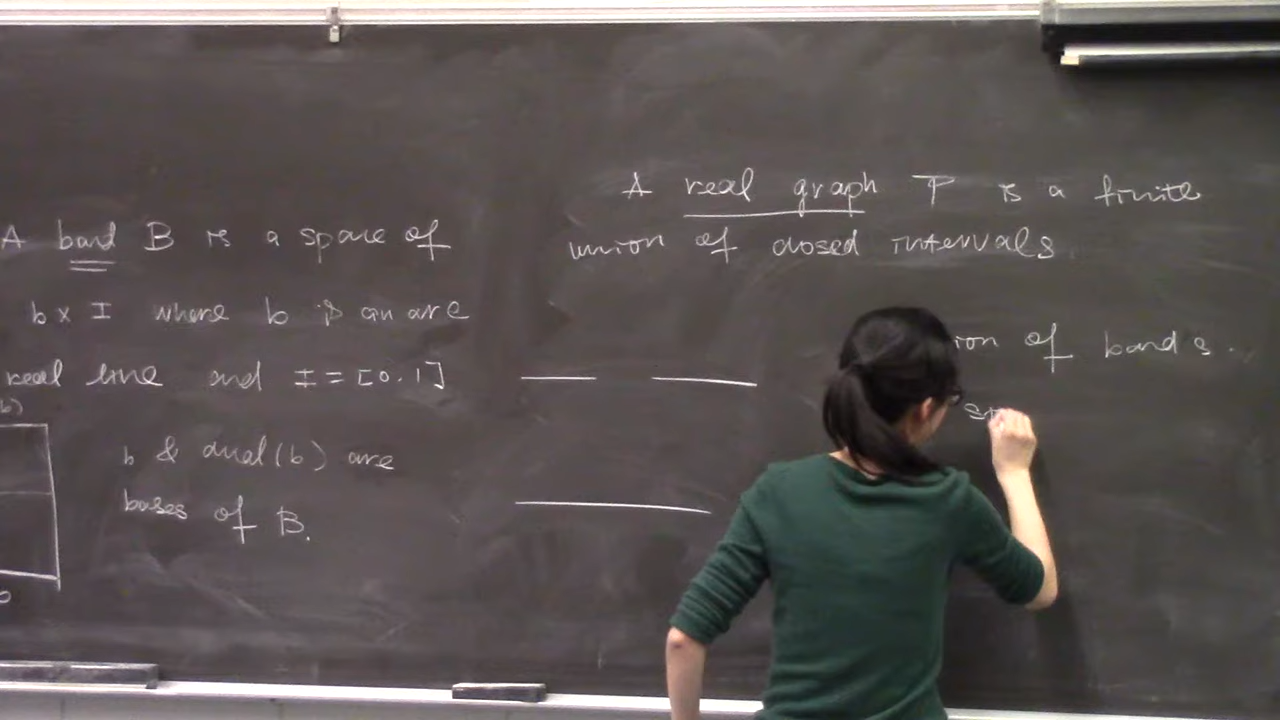 A band B is a space of
b x I where b is an arc
real line and I = [0.1]
b)
b & dual(b) are
bases of B.
A real graph Γ is a finite
union of closed intervals
ion of bands.